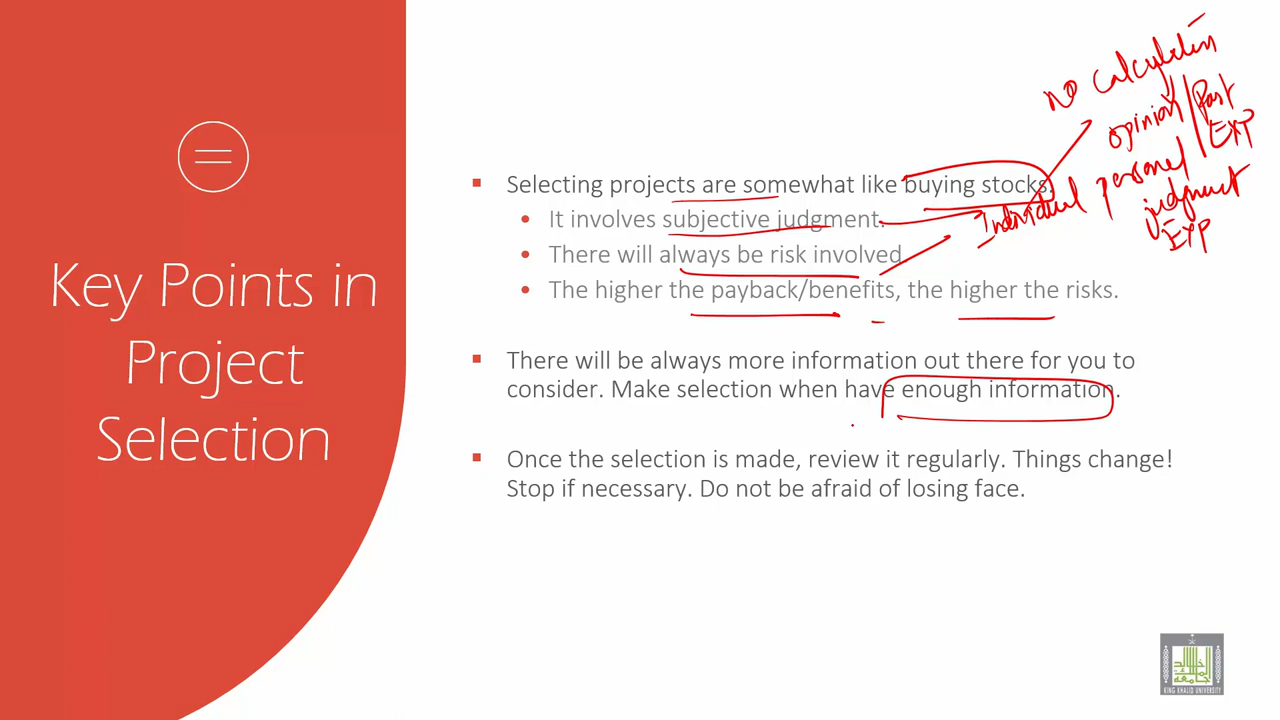 Key Points in
Project
Selection
Selecting projects are somewhat like buying stocks.
It involves subjective judgment.
There will always be risk involved
The higher the payback/benefits, the higher the risks.
There will be always more information out there for you to
consider. Make selection when have enough information.
Once the selection is made, review it regularly. Things change!
Stop if necessary. Do not be afraid of losing face.
No calculation
opinion / Past
EXP
Individual personel
judgment
EXP
KING KHALID UNIVERSITY